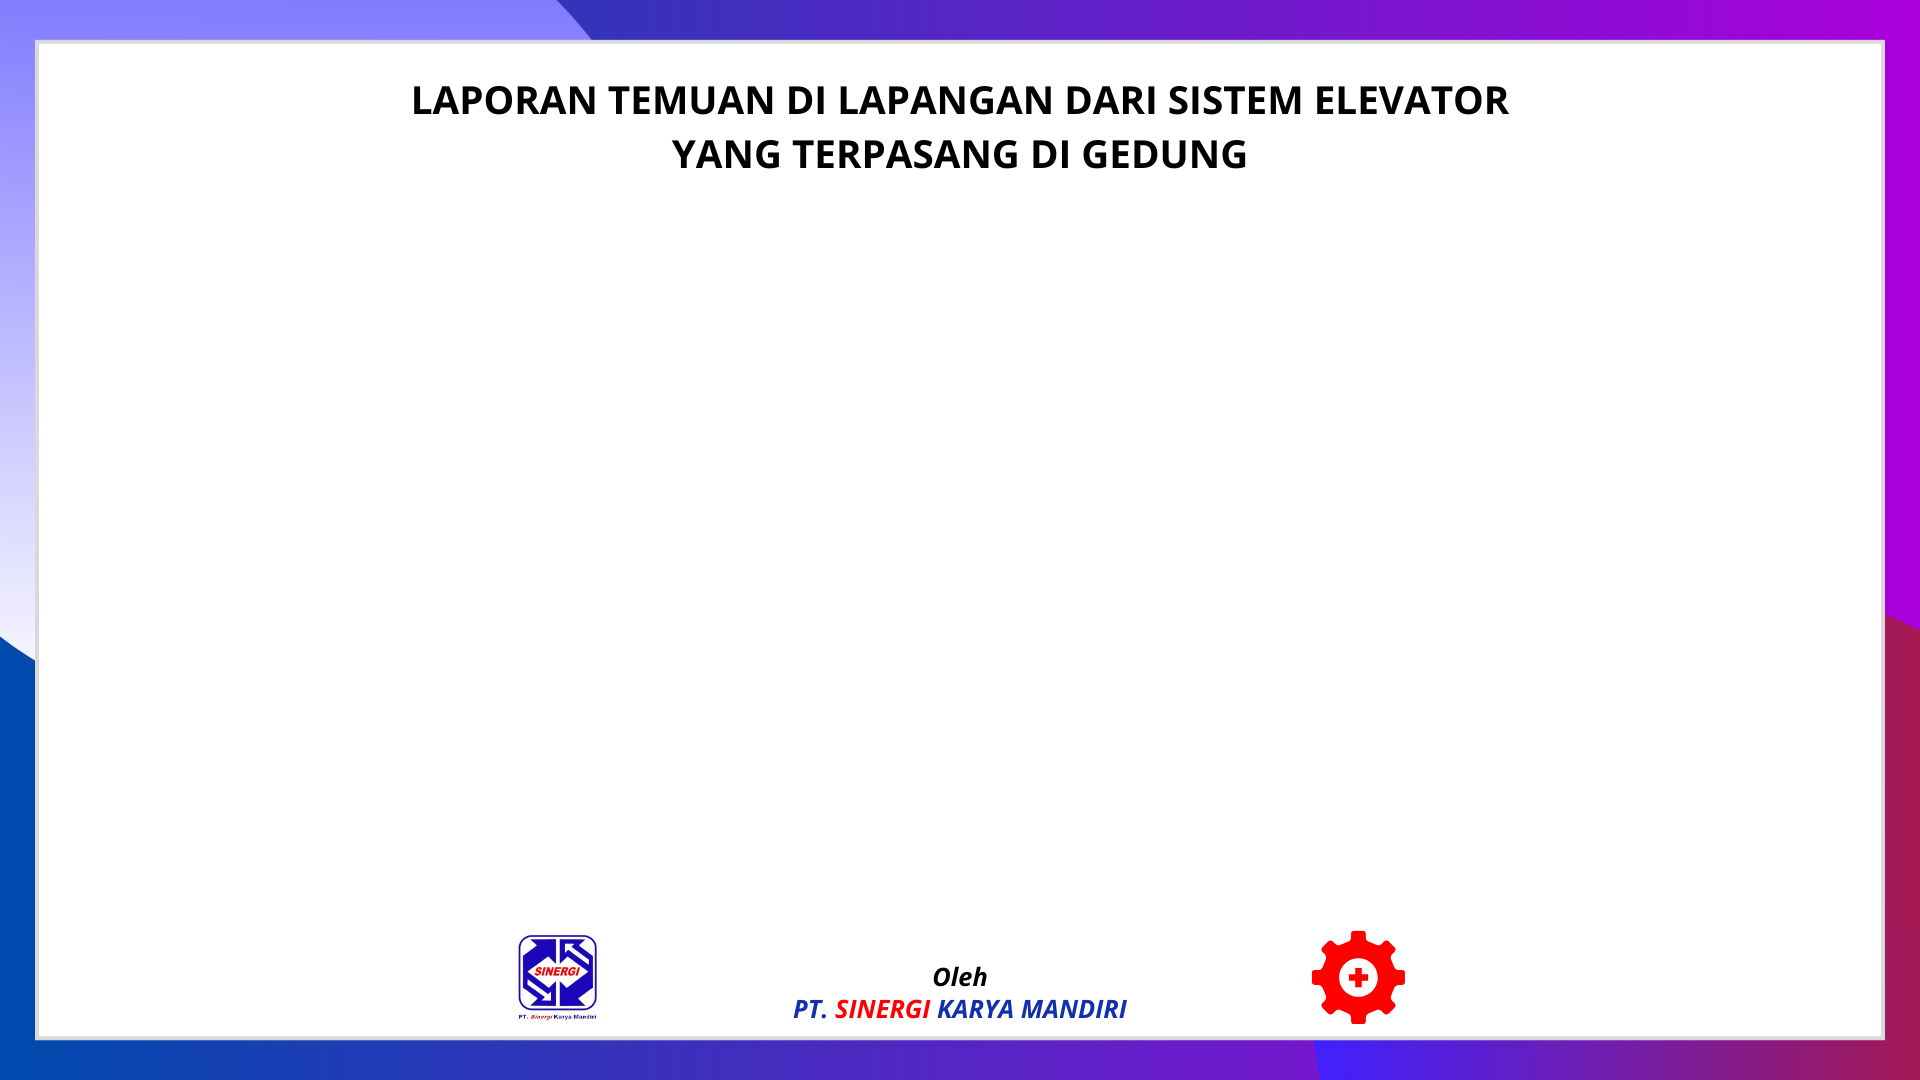 LAPORAN TEMUAN DI LAPANGAN DARI SISTEM ELEVATOR
YANG TERPASANG DI GEDUNG
SINERGI
PT. Sinergi Karya Mandiri
Oleh
PT. SINERGI KARYA MANDIRI